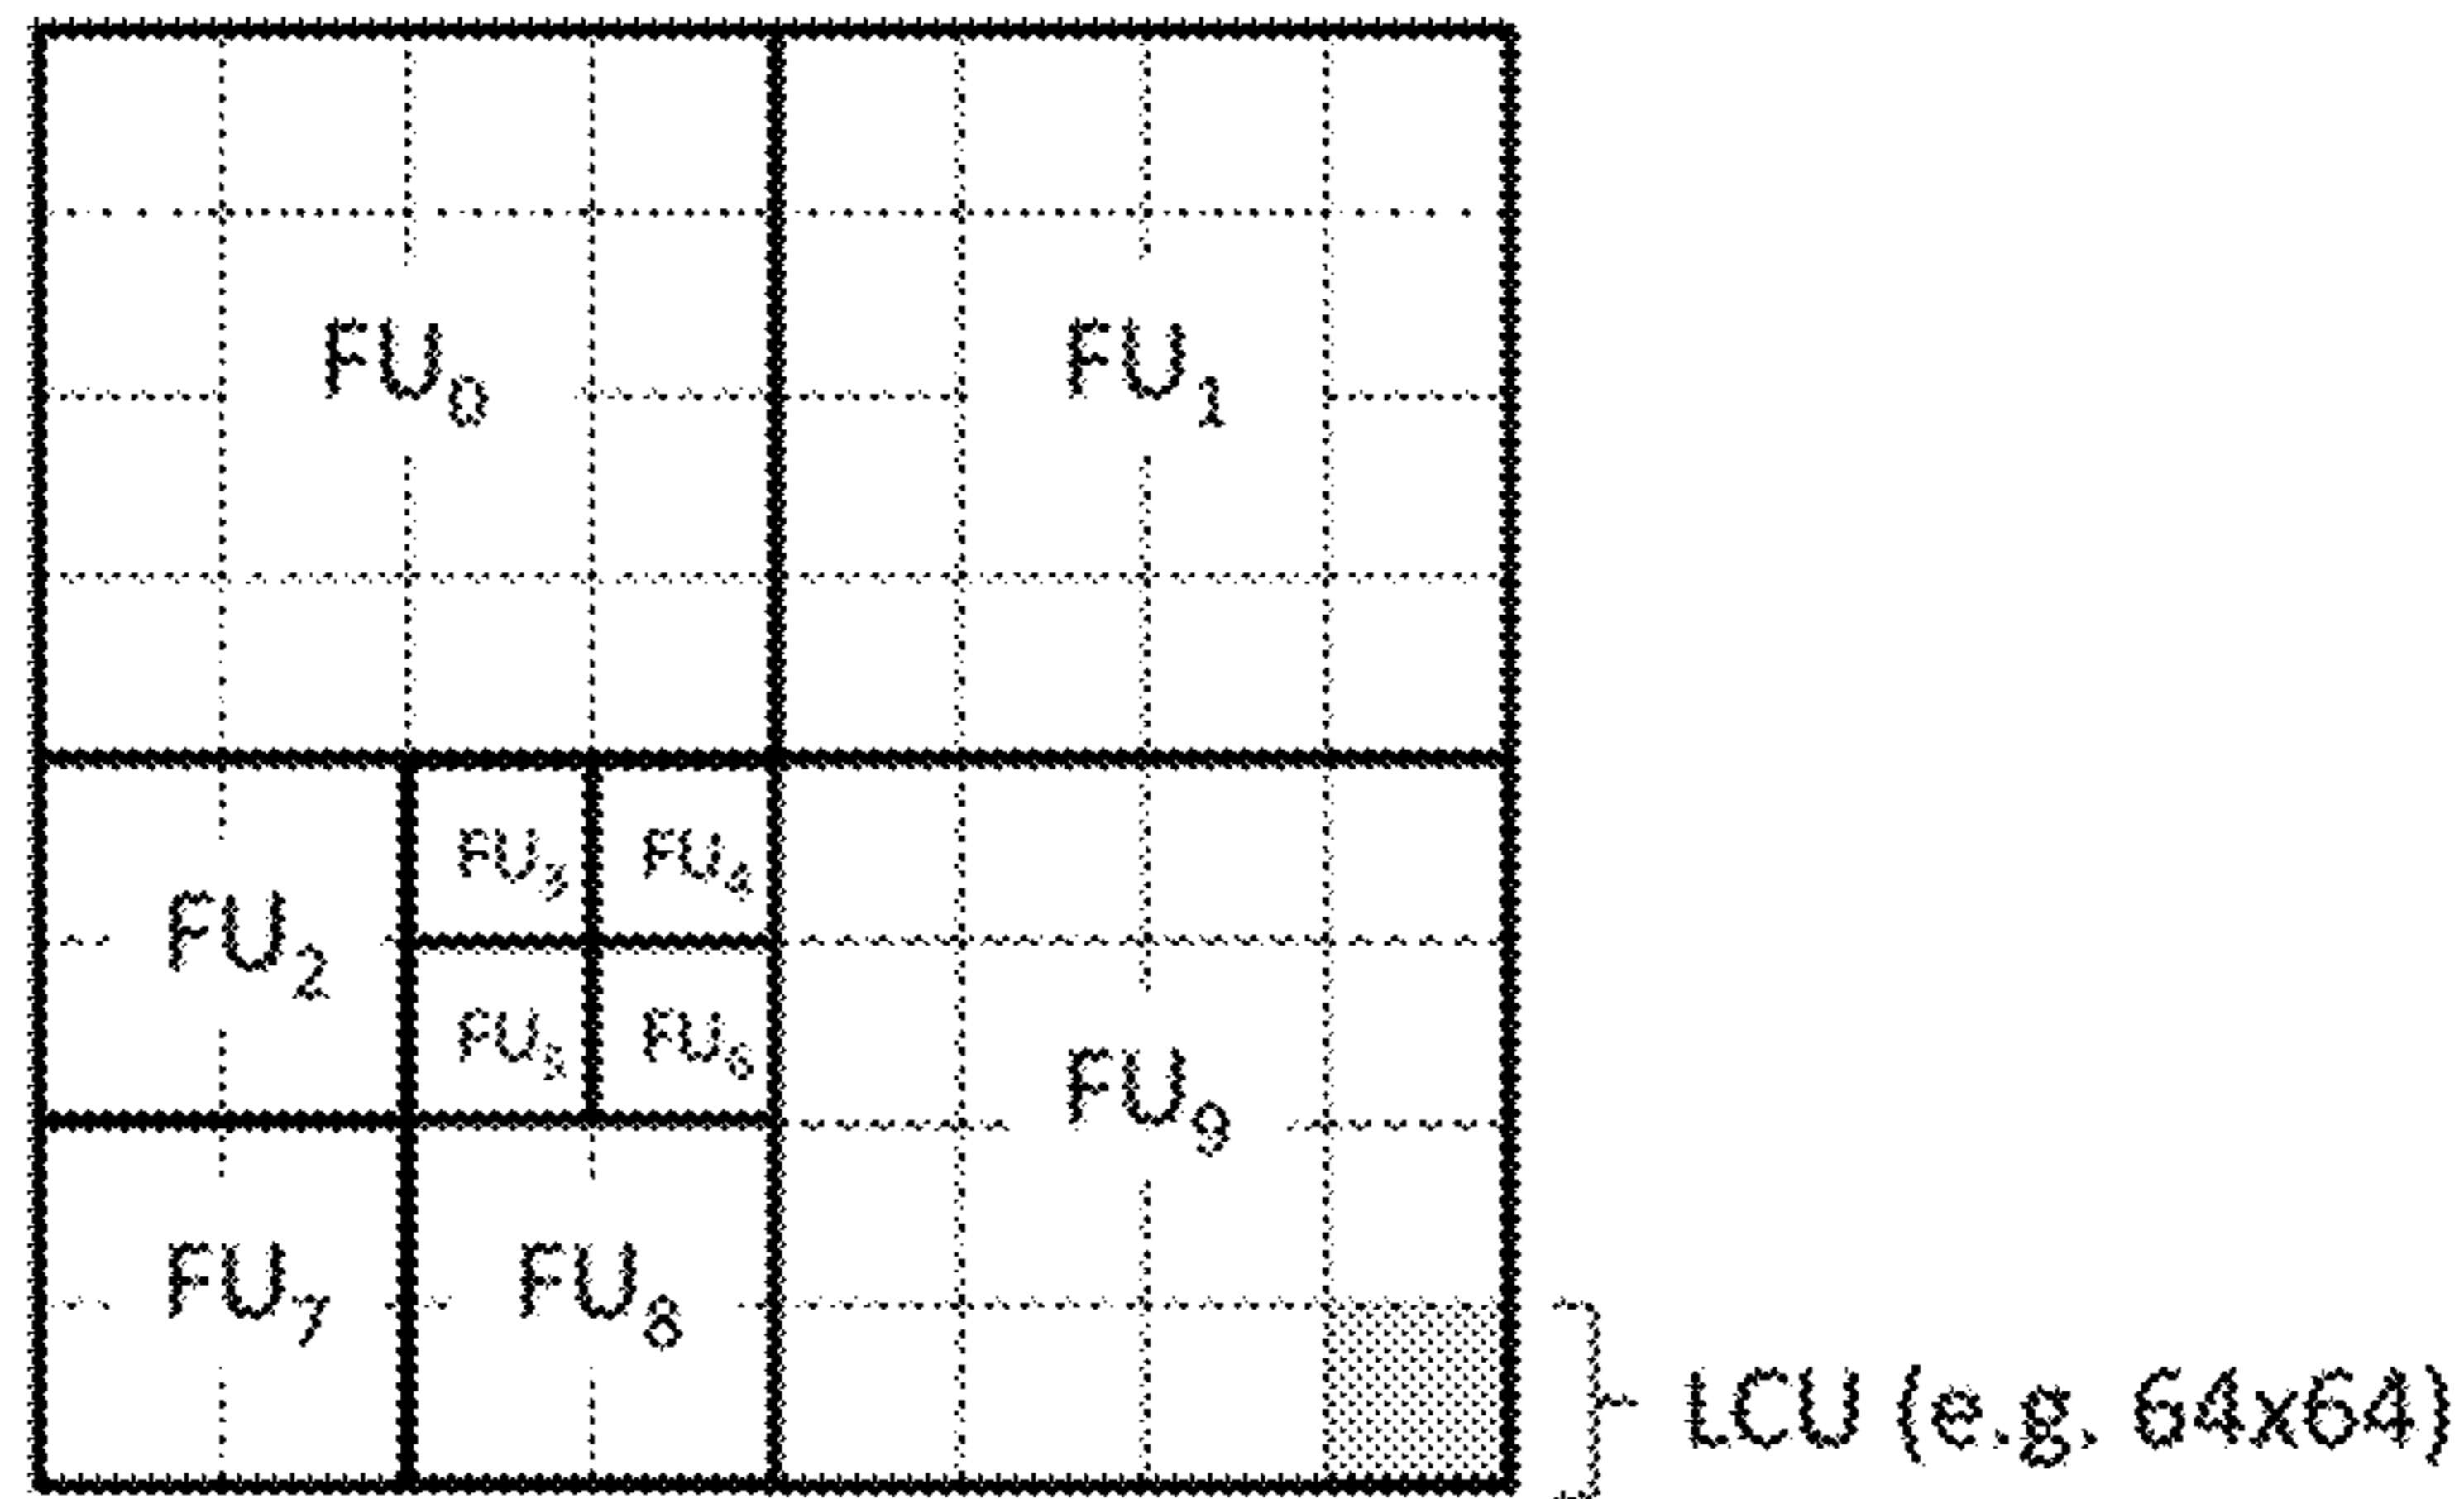 FU₀
FU₁
FU₂
FU₃
FU₄
FU₅
FU₆
FU₇
FU₈
FU₉
LCU (e.g. 64x64)